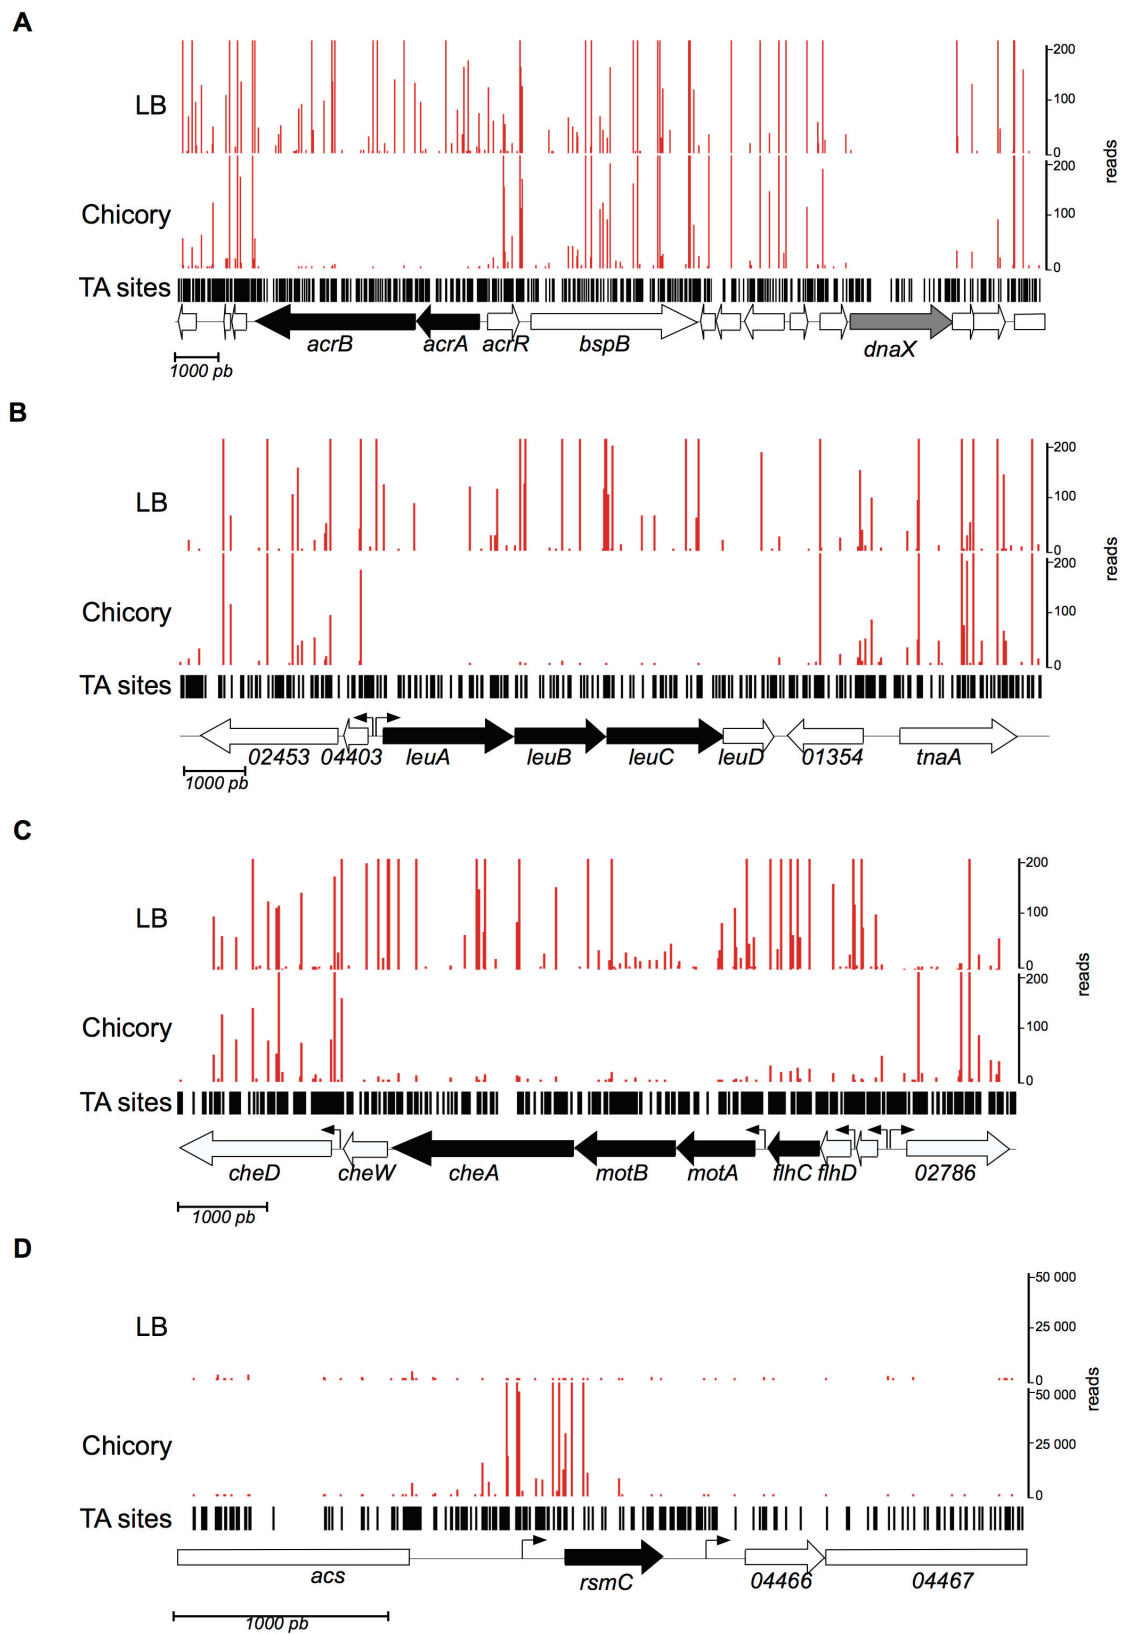 A
LB
200
100
0
Chicory
200
100
0
reads
TA sites
acrB acrA acrR bspB dnaX
1000 pb
B
LB
200
100
0
Chicory
200
100
0
reads
TA sites
02453 04403 leuA leuB leuC leuD 01354 tnaA
1000 pb
C
LB
200
100
0
Chicory
200
100
0
reads
TA sites
cheD cheW cheA motB motA flhC flhD 02786
1000 pb
D
LB
50 000
25 000
0
Chicory
50 000
25 000
0
reads
TA sites
acs rsmC 04466 04467
1000 pb